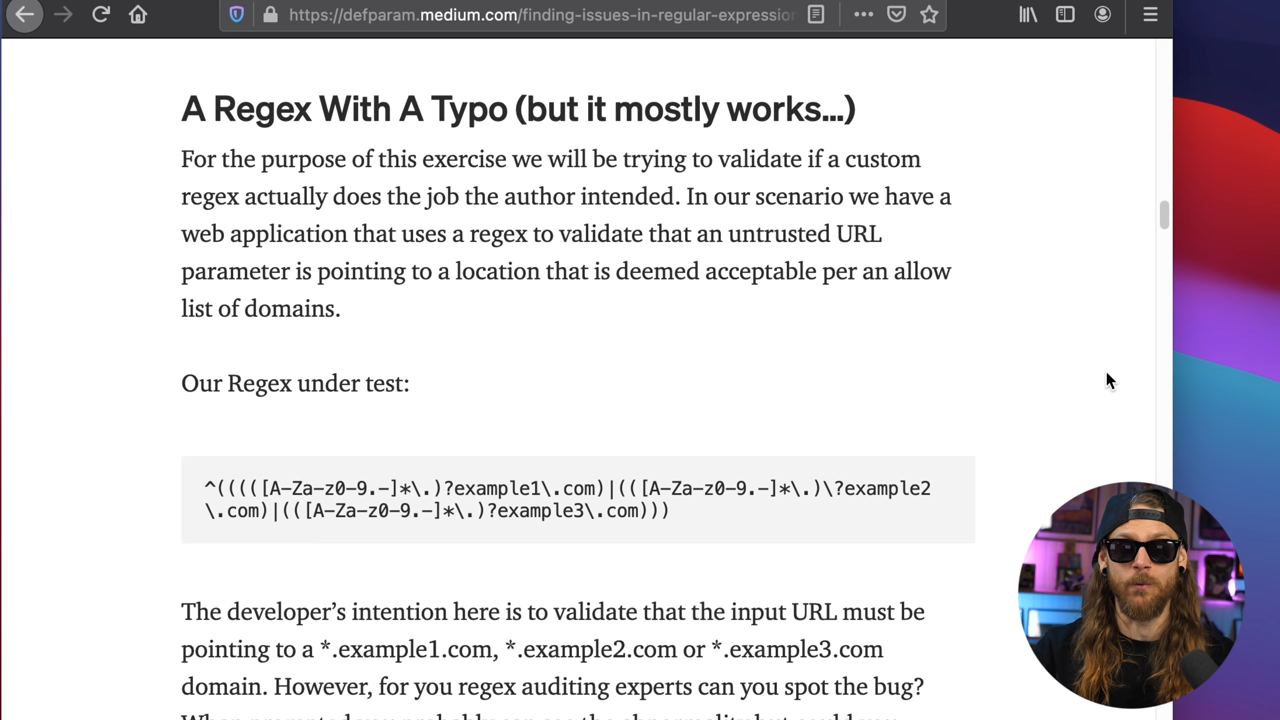 https://defparam.medium.com/finding-issues-in-regular-expressio
A Regex With A Typo (but it mostly works...)
For the purpose of this exercise we will be trying to validate if a custom
regex actually does the job the author intended. In our scenario we have a
web application that uses a regex to validate that an untrusted URL
parameter is pointing to a location that is deemed acceptable per an allow
list of domains.
Our Regex under test:
^((((([A-Za-z0-9.-]*\.)?example1\.com)|(([A-Za-z0-9.-]*\.)\?example2
\.com)|(([A-Za-z0-9.-]*\.)?example3\.com)))
The developer’s intention here is to validate that the input URL must be
pointing to a *.example1.com, *.example2.com or *.example3.com
domain. However, for you regex auditing experts can you spot the bug?